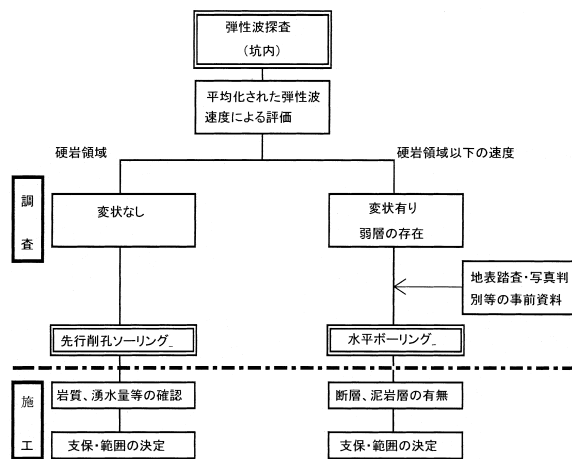 弾性波探査
(坑内)
平均化された弾性波
速度による評価
硬岩領域
硬岩領域以下の速度
調
査
変状なし
変状有り
弱層の存在
地表踏査・写真判
別等の事前資料
先行削孔ソーリング_
水平ボーリング_
施
工
岩質、湧水量等の確認
断層、泥岩層の有無
支保・範囲の決定
支保・範囲の決定